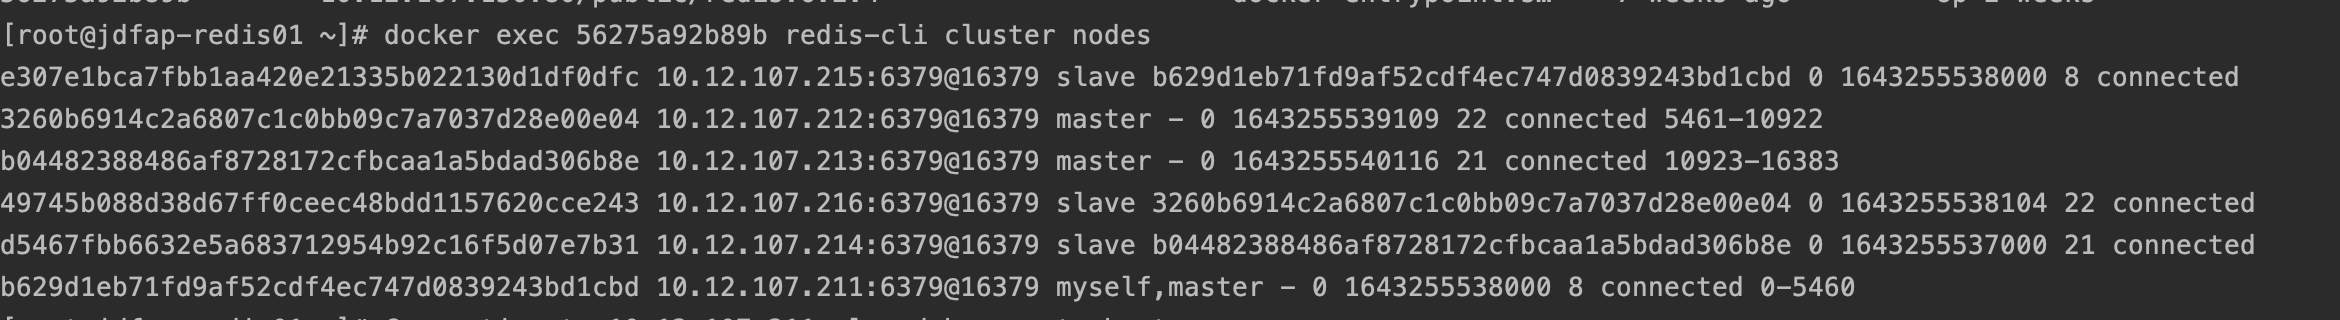 [root@jdfap-redis01 ~]# docker exec 56275a92b89b redis-cli cluster nodes
e307e1bca7fbb1aa420e21335b022130d1df0dfc 10.12.107.215:6379@16379 slave b629d1eb71fd9af52cdf4ec747d0839243bd1cbd 0 1643255538000 8 connected
3260b6914c2a6807c1c0bb09c7a7037d28e00e04 10.12.107.212:6379@16379 master - 0 1643255539109 22 connected 5461-10922
b04482388486af8728172cfbcaa1a5bdad306b8e 10.12.107.213:6379@16379 master - 0 1643255540116 21 connected 10923-16383
49745b088d38d67ff0ceec48bdd1157620cce243 10.12.107.216:6379@16379 slave 3260b6914c2a6807c1c0bb09c7a7037d28e00e04 0 1643255538104 22 connected
d5467fbb6632e5a683712954b92c16f5d07e7b31 10.12.107.214:6379@16379 slave b04482388486af8728172cfbcaa1a5bdad306b8e 0 1643255537000 21 connected
b629d1eb71fd9af52cdf4ec747d0839243bd1cbd 10.12.107.211:6379@16379 myself,master - 0 1643255538000 8 connected 0-5460